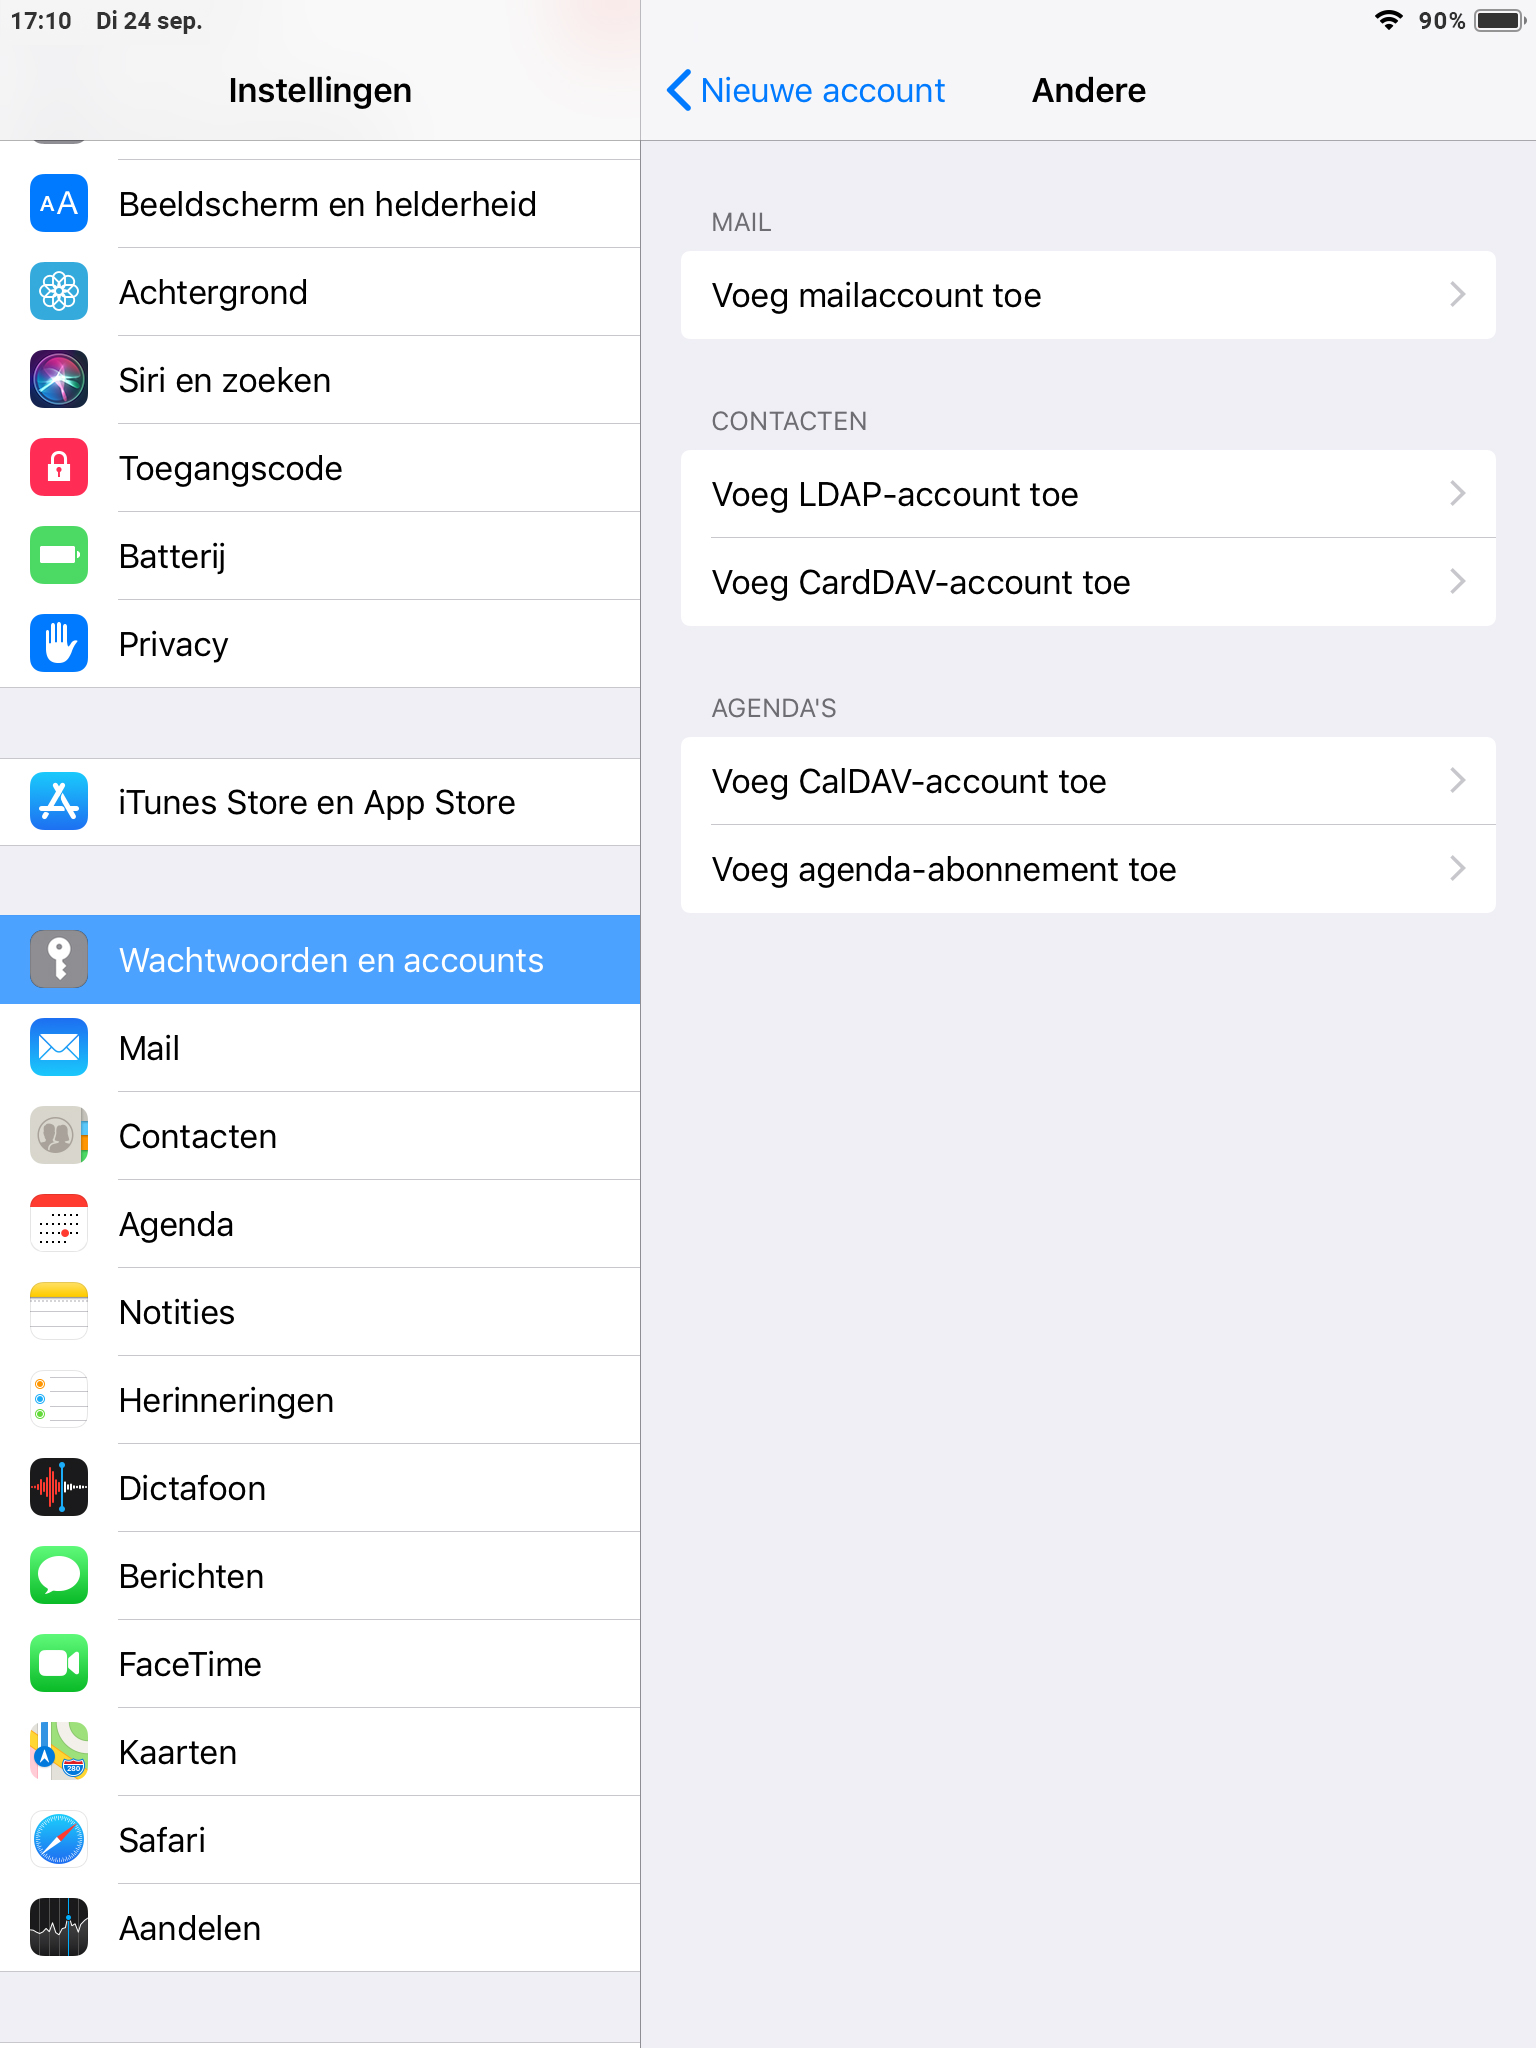 17:10 Di 24 sep.
90%
Instellingen
Beeldscherm en helderheid
Achtergrond
Siri en zoeken
Toegangscode
Batterij
Privacy
iTunes Store en App Store
Wachtwoorden en accounts
Mail
Contacten
Agenda
Notities
Herinneringen
Dictafoon
Berichten
FaceTime
280
Kaarten
Safari
Aandelen
Nieuwe account
Andere
MAIL
Voeg mailaccount toe
CONTACTEN
Voeg LDAP-account toe
Voeg CardDAV-account toe
AGENDA'S
Voeg CalDAV-account toe
Voeg agenda-abonnement toe